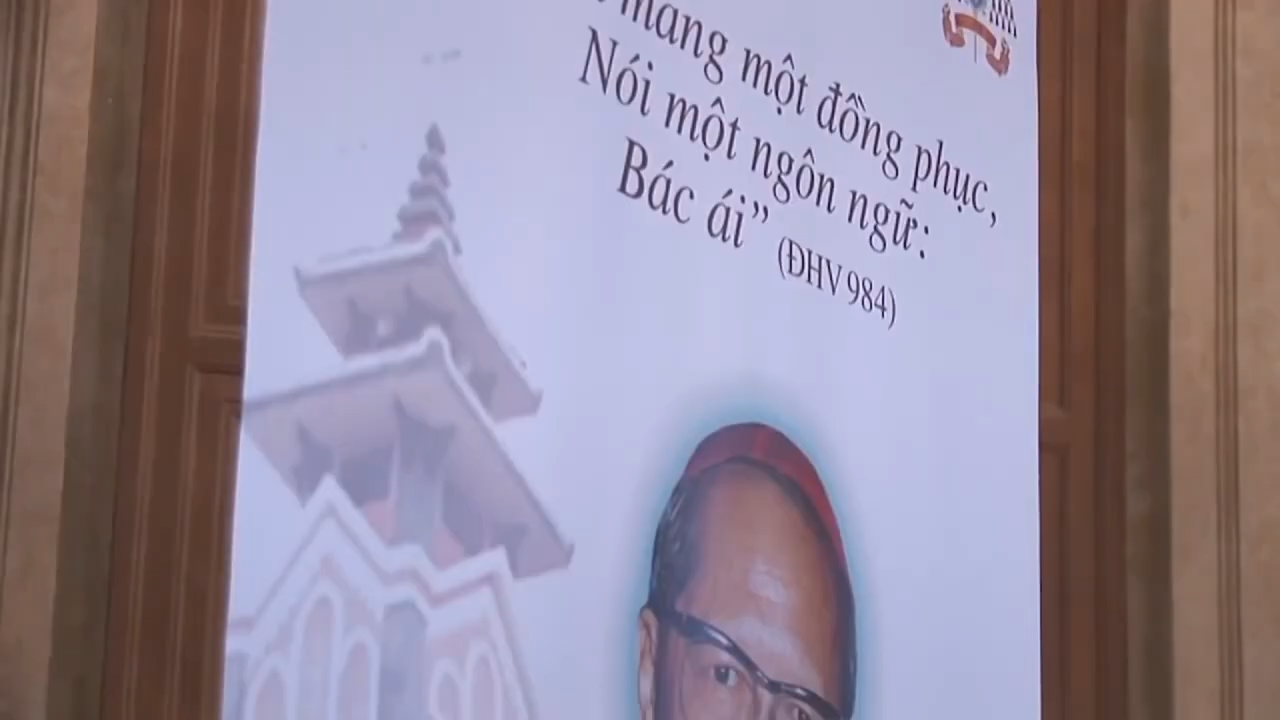 mang một đồng phục,
Nói một ngôn ngữ:
Bác ái” (ĐHV 984)